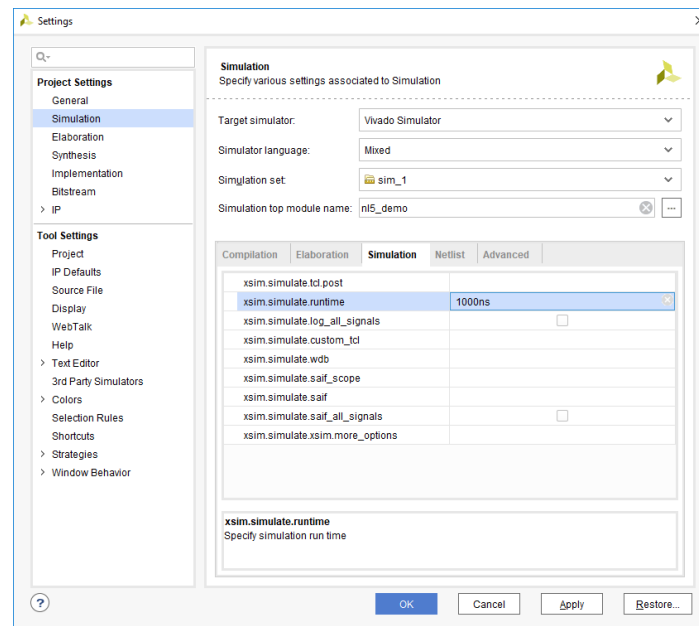 Settings
Project Settings
General
Simulation
Elaboration
Synthesis
Implementation
Bitstream
> IP
Tool Settings
Project
IP Defaults
Source File
Display
WebTalk
Help
> Text Editor
3rd Party Simulators
> Colors
Selection Rules
Shortcuts
> Strategies
> Window Behavior
Simulation
Specify various settings associated to Simulation
Target simulator: Vivado Simulator
Simulator language: Mixed
Simulation set: sim_1
Simulation top module name: nl5_demo ...
Compilation Elaboration Simulation Netlist Advanced
xsim.simulate.tcl.post
xsim.simulate.runtime 1000ns
xsim.simulate.log_all_signals
xsim.simulate.custom_tcl
xsim.simulate.wdb
xsim.simulate.saif_scope
xsim.simulate.saif
xsim.simulate.saif_all_signals
xsim.simulate.xsim.more_options
xsim.simulate.runtime
Specify simulation run time
? OK Cancel Apply Restore...